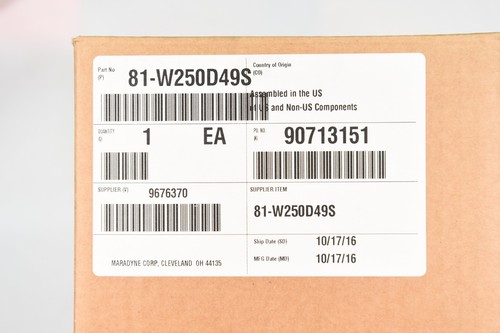 Part No
(P)
81-W250D49S
Country of Origin
(CO)
Assembled in the US
of US and Non-US Components
QUANTITY
(Q)
1 EA
PO NO
(K)
90713151
SUPPLIER (V)
9676370
SUPPLIER ITEM
81-W250D49S
Ship Date (SD) 10/17/16
MFG Date (MD) 10/17/16
MARADYNE CORP, CLEVELAND OH 44135